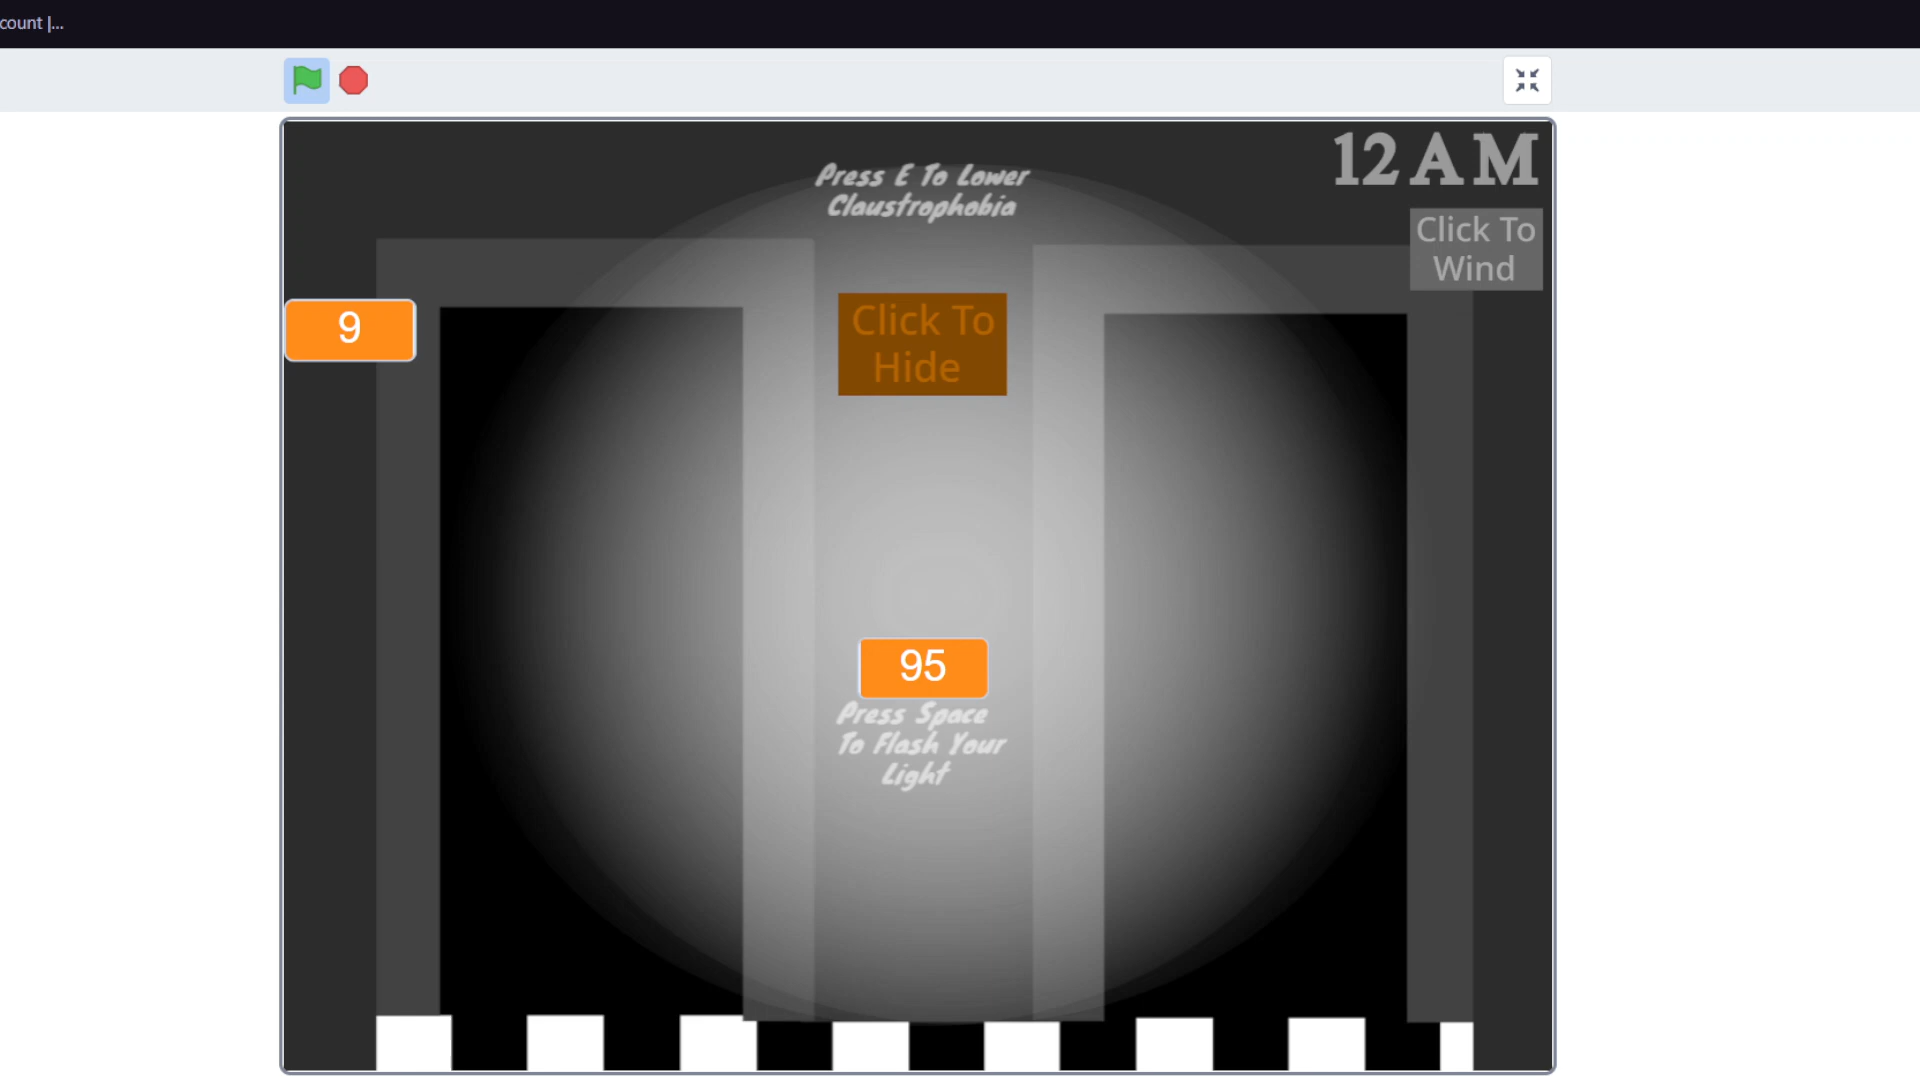 count |...
12 AM
Press E To Lower
Claustrophobia
Click To
Wind
Click To
Hide
9
95
Press Space
To Flash Your
Light